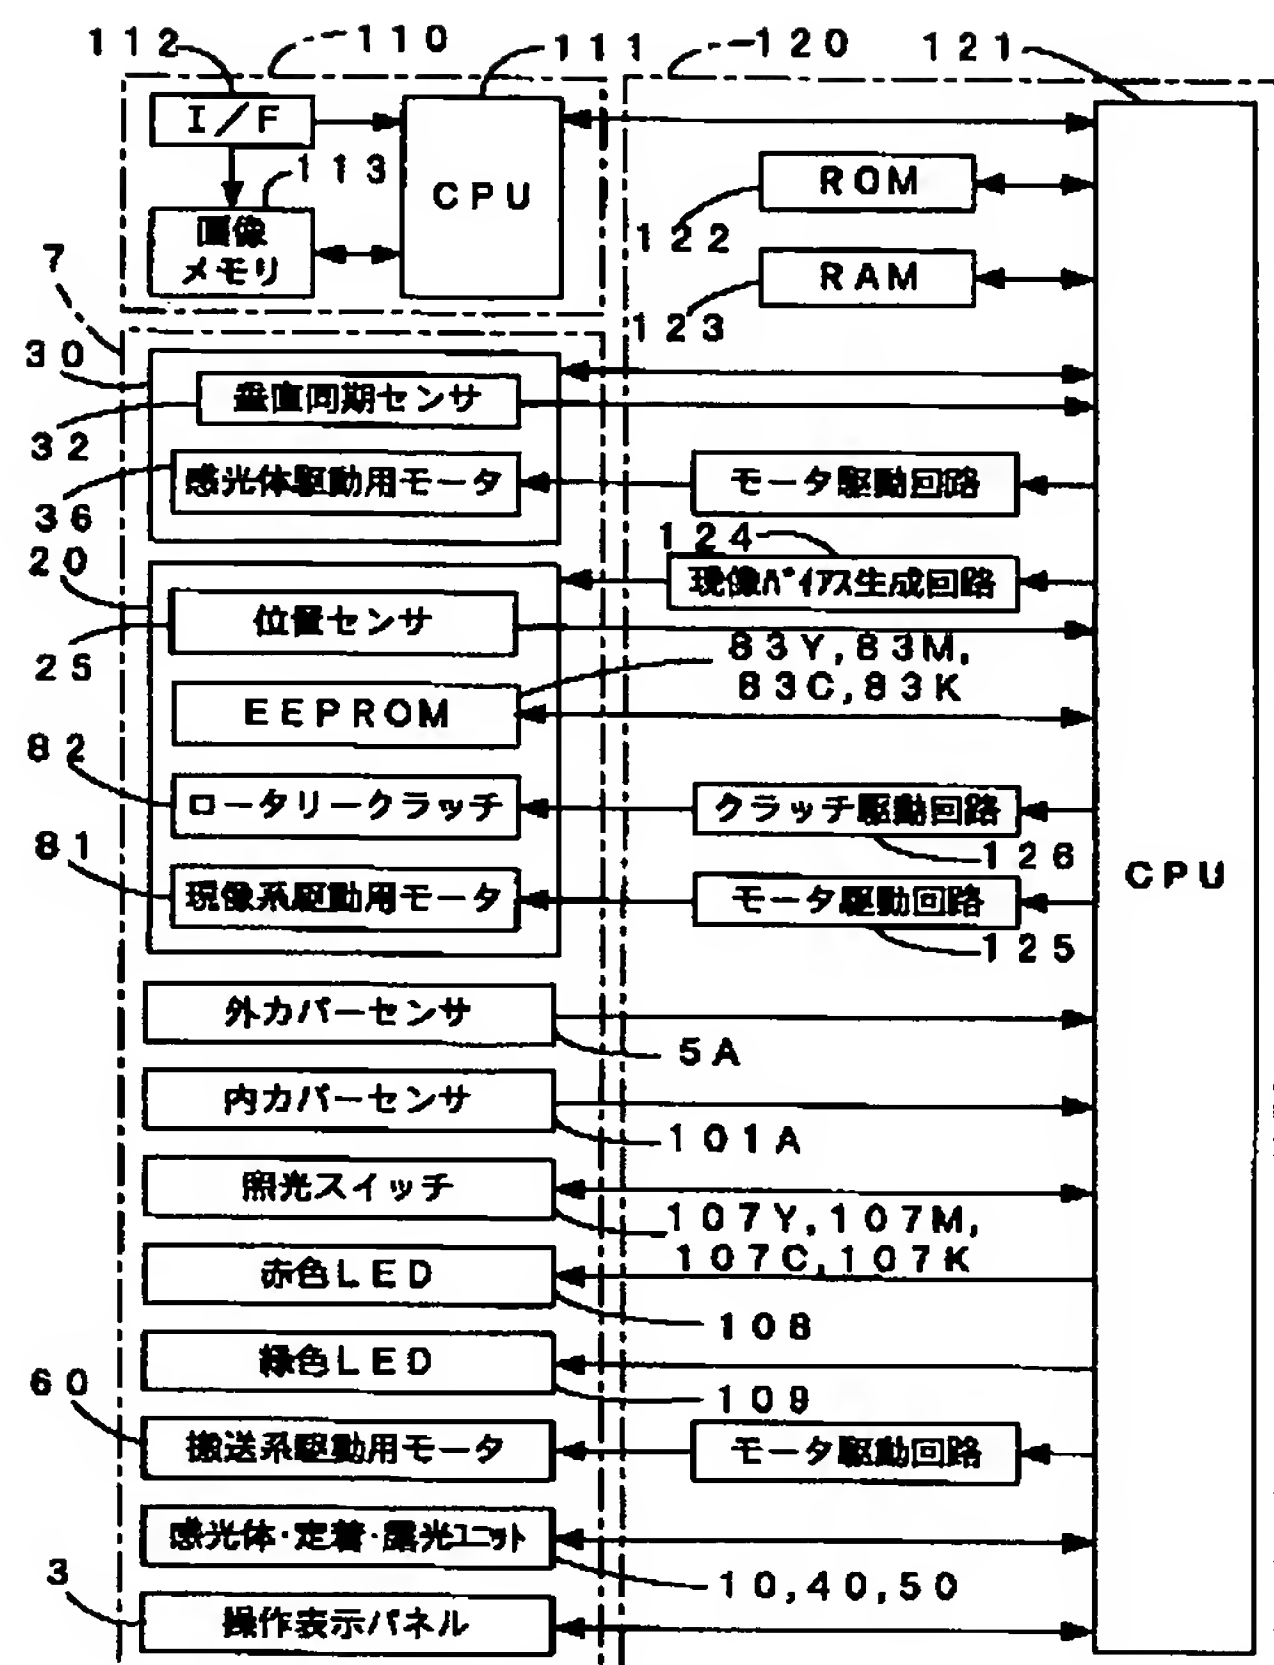 112 110 111 120 121
I/F
113
CPU
ROM
122
画像
メモリ
7
RAM
123
30
垂直同期センサ
32
感光体駆動用モータ
モータ駆動回路
36
124
20
現像バイアス生成回路
位置センサ
25
83Y,83M,
83C,83K
EEPROM
82
ロータリークラッチ
クラッチ駆動回路
126
81
CPU
現像系駆動用モータ
モータ駆動回路
125
外カバーセンサ
5A
内カバーセンサ
101A
照光スイッチ
107Y,107M,
107C,107K
赤色LED
108
緑色LED
109
60
搬送系駆動用モータ
モータ駆動回路
感光体・定着・露光ユニット
10,40,50
3
操作表示パネル